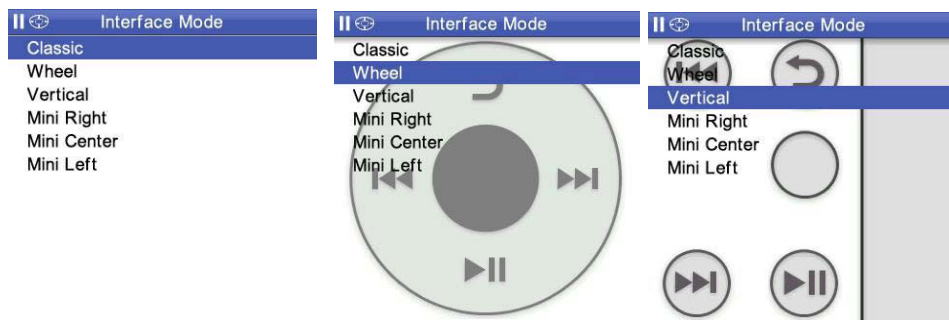 Interface Mode
Classic
Wheel
Vertical
Mini Right
Mini Center
Mini Left
Interface Mode
Classic
Wheel
Vertical
Mini Right
Mini Center
Mini Left
Interface Mode
Classic
Wheel
Vertical
Mini Right
Mini Center
Mini Left